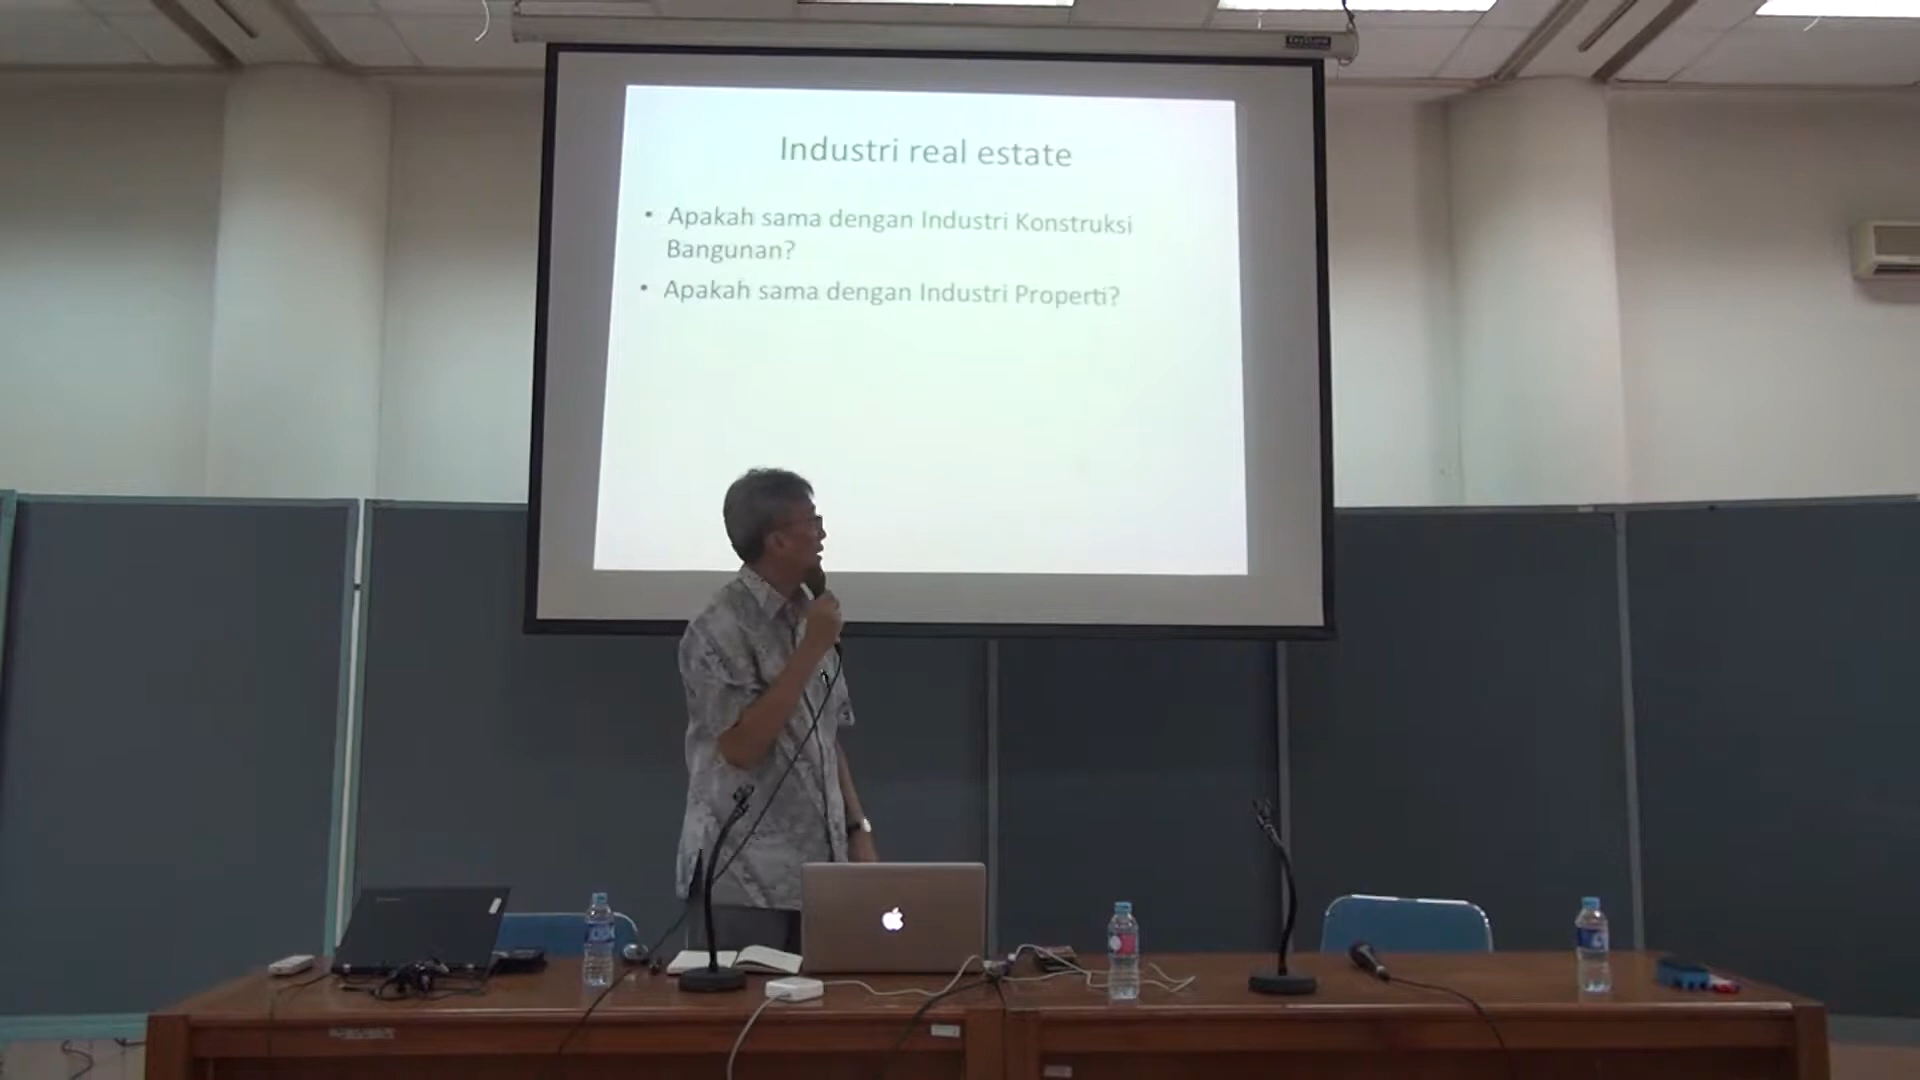 Industri real estate
• Apakah sama dengan Industri Konstruksi
Bangunan?
• Apakah sama dengan Industri Properti?